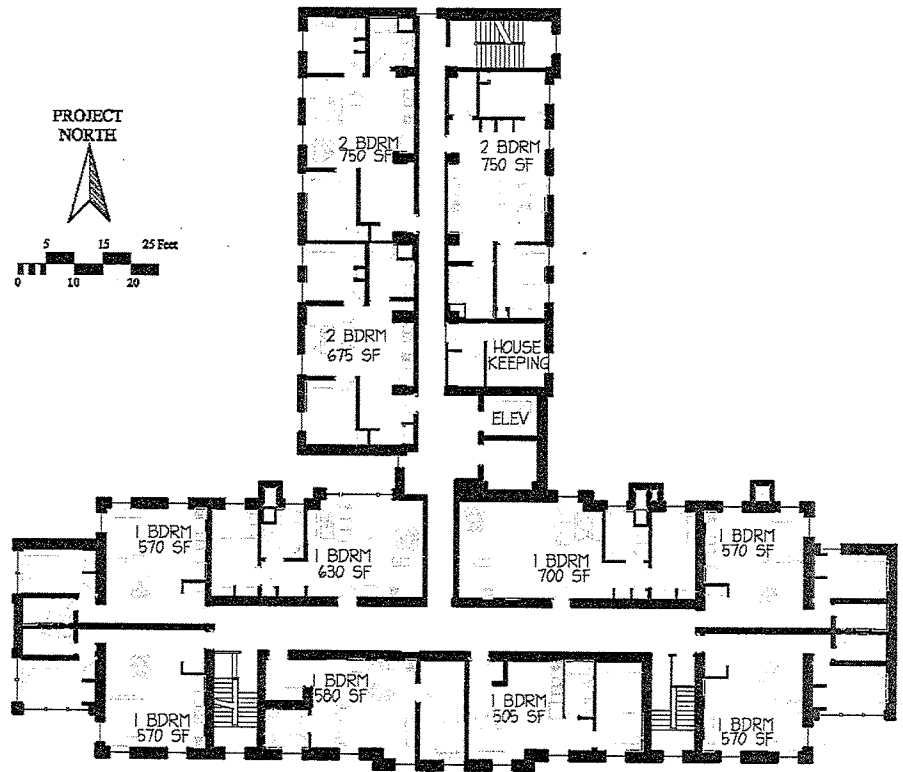 PROJECT
NORTH
5 15 25 Feet
0 10 20
2 BDRM
750 SF
2 BDRM
750 SF
2 BDRM
675 SF
HOUSE
KEEPING
ELEV
1 BDRM
570 SF
1 BDRM
630 SF
1 BDRM
700 SF
1 BDRM
570 SF
1 BDRM
570 SF
1 BDRM
580 SF
1 BDRM
505 SF
1 BDRM
570 SF